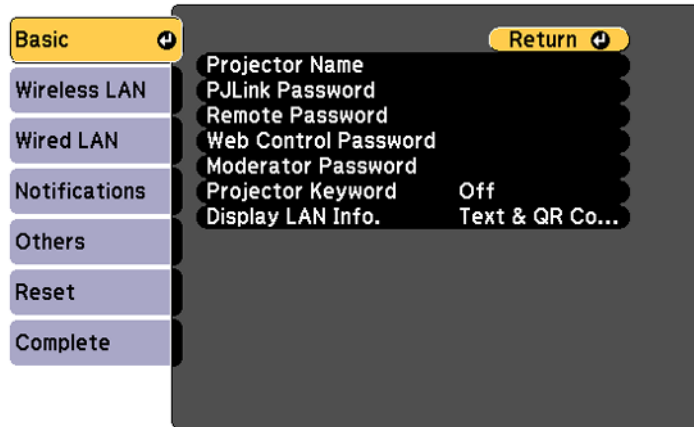 Basic
Wireless LAN
Wired LAN
Notifications
Others
Reset
Complete
Return
Projector Name
PJLink Password
Remote Password
Web Control Password
Moderator Password
Projector Keyword Off
Display LAN Info. Text & QR Co...